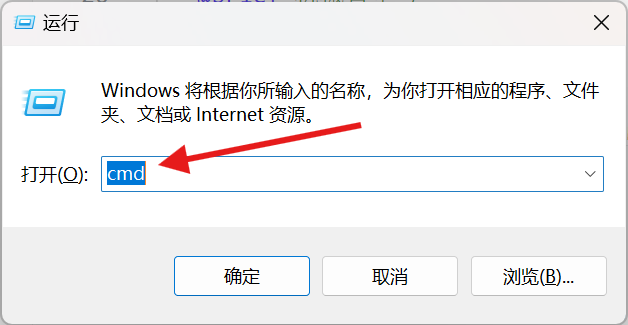 运行
Windows 将根据你所输入的名称，为你打开相应的程序、文件
夹、文档或 Internet 资源。
打开(O): cmd
确定 取消 浏览(B)...